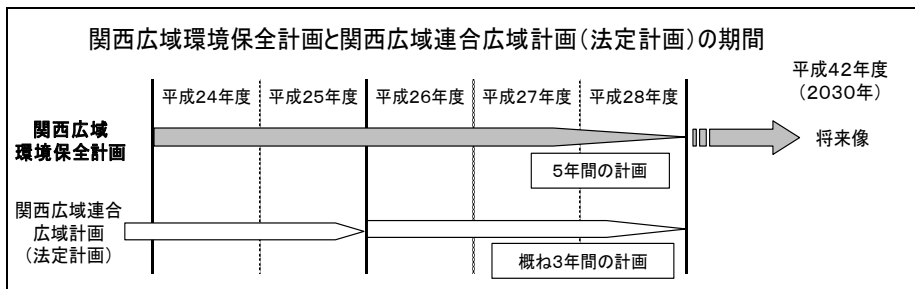 関西広域環境保全計画と関西広域連合広域計画(法定計画)の期間
平成42年度
(2030年)
平成24年度
平成25年度
平成26年度
平成27年度
平成28年度
関西広域
環境保全計画
将来像
5年間の計画
関西広域連合
広域計画
(法定計画)
概ね3年間の計画